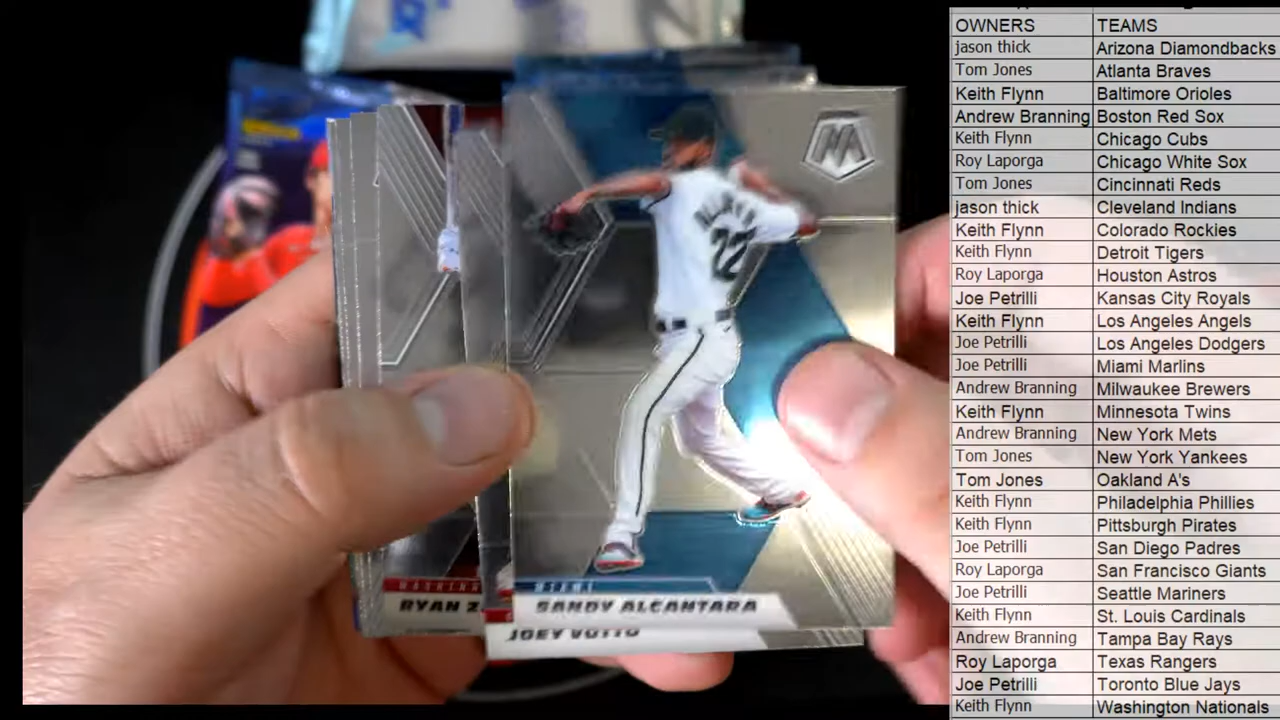 OWNERS TEAMS
jason thick Arizona Diamondbacks
Tom Jones Atlanta Braves
Keith Flynn Baltimore Orioles
Andrew Branning Boston Red Sox
Keith Flynn Chicago Cubs
Roy Laporga Chicago White Sox
Tom Jones Cincinnati Reds
jason thick Cleveland Indians
Keith Flynn Colorado Rockies
Keith Flynn Detroit Tigers
Roy Laporga Houston Astros
Joe Petrilli Kansas City Royals
Keith Flynn Los Angeles Angels
Joe Petrilli Los Angeles Dodgers
Joe Petrilli Miami Marlins
Andrew Branning Milwaukee Brewers
Keith Flynn Minnesota Twins
Andrew Branning New York Mets
Tom Jones New York Yankees
Tom Jones Oakland A's
Keith Flynn Philadelphia Phillies
Keith Flynn Pittsburgh Pirates
Joe Petrilli San Diego Padres
Roy Laporga San Francisco Giants
Joe Petrilli Seattle Mariners
Keith Flynn St. Louis Cardinals
Andrew Branning Tampa Bay Rays
Roy Laporga Texas Rangers
Joe Petrilli Toronto Blue Jays
Keith Flynn Washington Nationals
M
22
MIAMI
SANDY ALCANTARA
JOEY VOTTO
RYAN Z